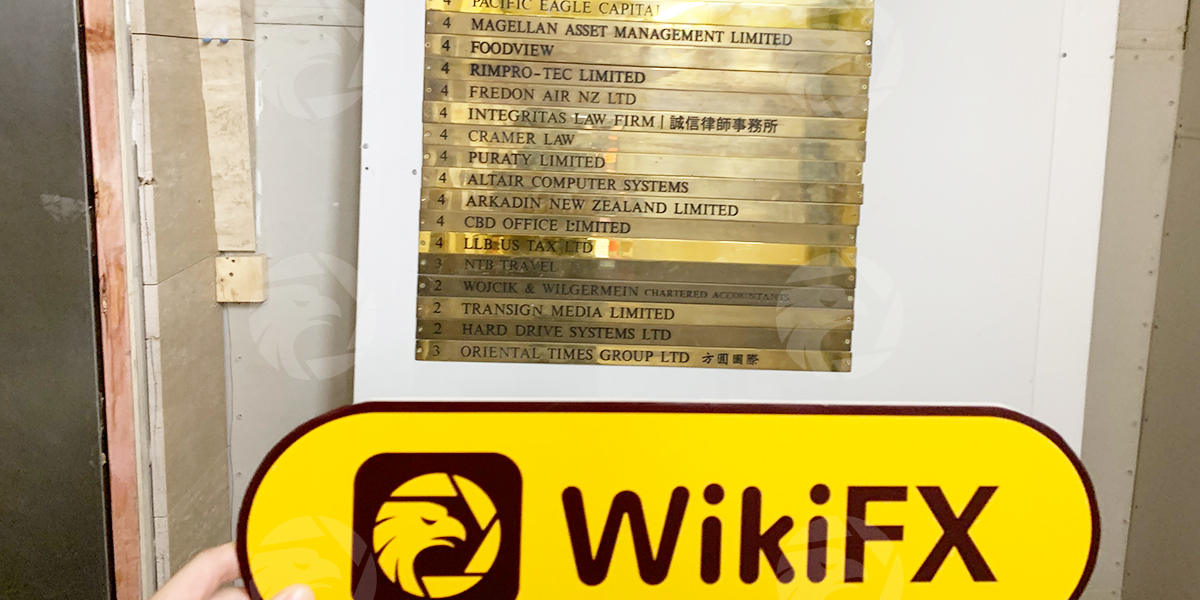 4 PACIFIC EAGLE CAPITAL
4 MAGELLAN ASSET MANAGEMENT LIMITED
4 FOODVIEW
4 RIMPRO-TEC LIMITED
4 FREDON AIR NZ LTD
4 INTEGRITAS LAW FIRM | 誠信律師事務所
4 CRAMER LAW
4 PURATY LIMITED
4 ALTAIR COMPUTER SYSTEMS
4 ARKADIN NEW ZEALAND LIMITED
4 CBD OFFICE LIMITED
4 LLB US TAX LTD
3 NTB TRAVEL
2 WOJCIK & WILGERMEIN CHARTERED ACCOUNTANTS
2 TRANSIGN MEDIA LIMITED
2 HARD DRIVE SYSTEMS LTD
3 ORIENTAL TIMES GROUP LTD 方圓國際
WikiFX